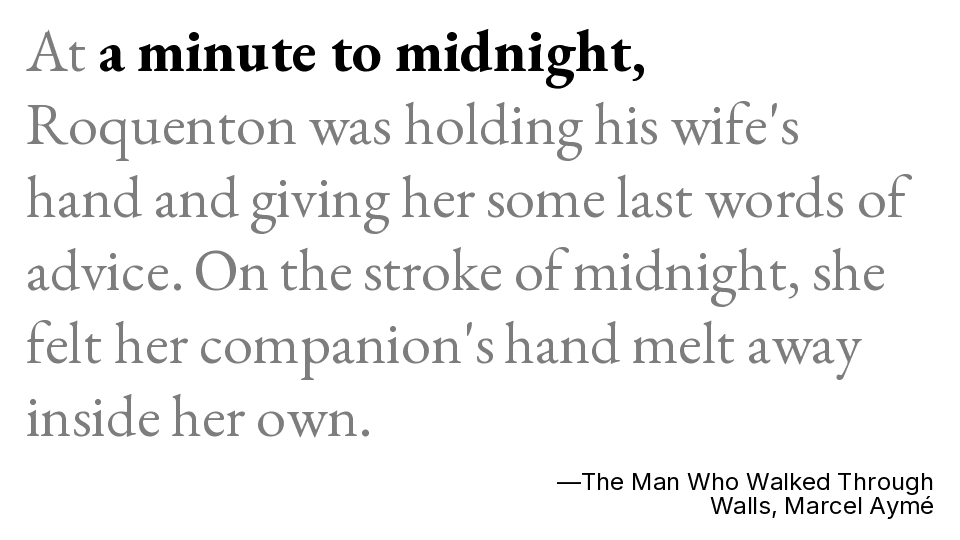 At a minute to midnight,
Roquenton was holding his wife's
hand and giving her some last words of
advice. On the stroke of midnight, she
felt her companion's hand melt away
inside her own.
—The Man Who Walked Through
Walls, Marcel Aymé